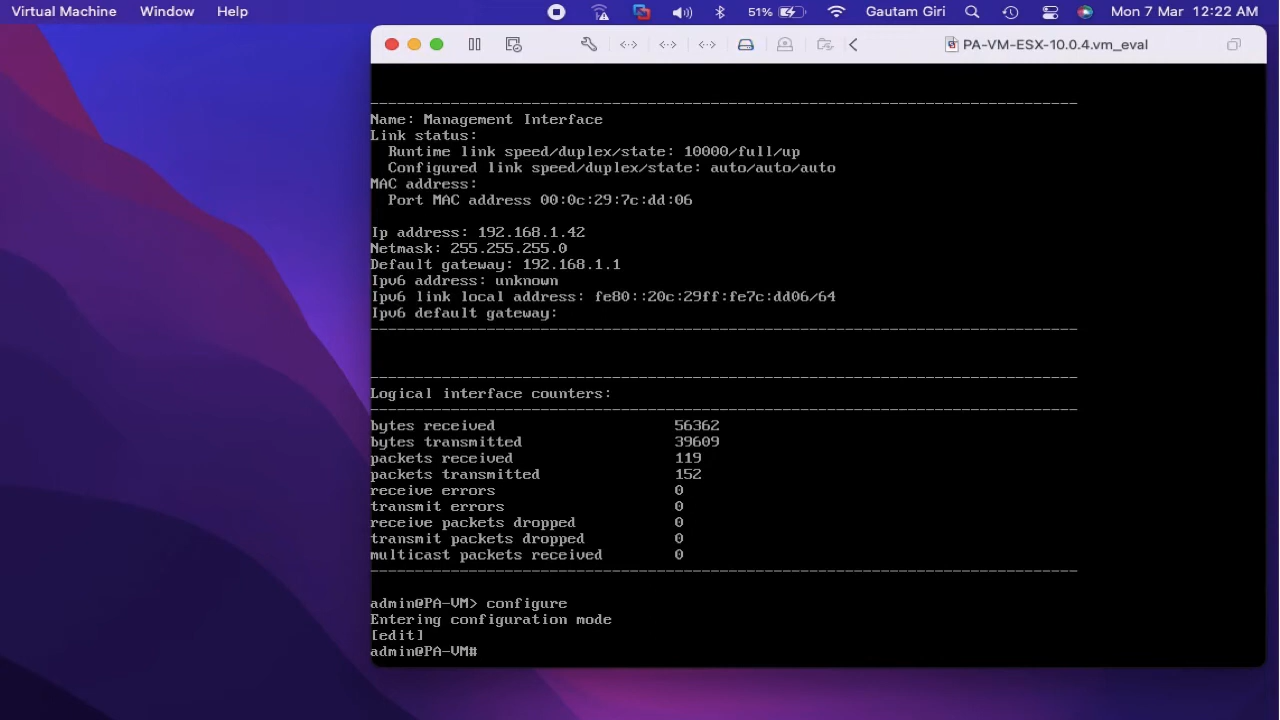 Virtual Machine Window Help 51% Gautam Giri Mon 7 Mar 12:22 AM
PA-VM-ESX-10.0.4.vm_eval
Name: Management Interface
Link status:
Runtime link speed/duplex/state: 10000/full/up
Configured link speed/duplex/state: auto/auto/auto
MAC address:
Port MAC address 00:0c:29:7c:dd:06
Ip address: 192.168.1.42
Netmask: 255.255.255.0
Default gateway: 192.168.1.1
Ipv6 address: unknown
Ipv6 link local address: fe80::20c:29ff:fe7c:dd06/64
Ipv6 default gateway:
Logical interface counters:
bytes received 56362
bytes transmitted 39609
packets received 119
packets transmitted 152
receive errors 0
transmit errors 0
receive packets dropped 0
transmit packets dropped 0
multicast packets received 0
admin@PA-VM> configure
Entering configuration mode
[edit]
admin@PA-VM#